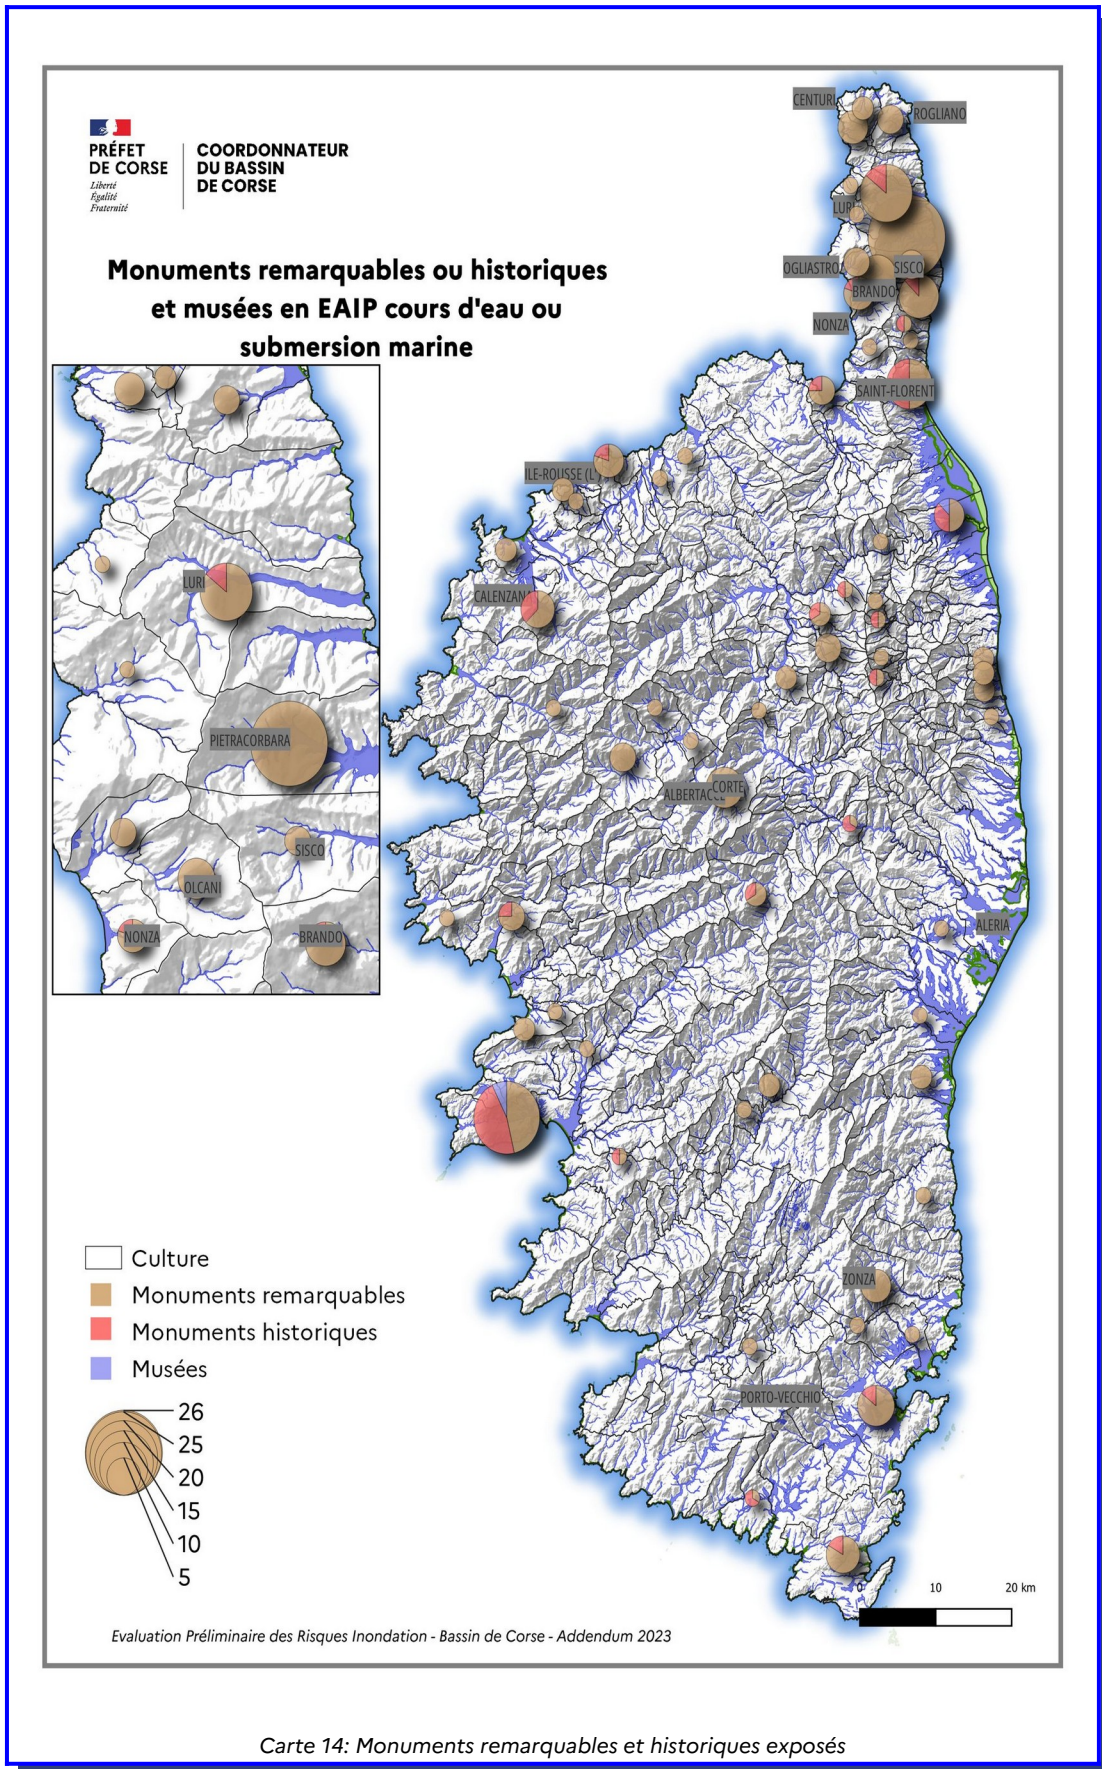 PRÉFET
DE CORSE
Liberté
Égalité
Fraternité
COORDONNATEUR
DU BASSIN
DE CORSE
Monuments remarquables ou historiques
et musées en EAIP cours d'eau ou
submersion marine
CENTURI
ROGLIANO
LURI
OGLIASTRO
SISCO
BRANDO
NONZA
SAINT-FLORENT
ILE-ROUSSE (L')
CALENZANA
LURI
PIETRACORBARA
SISCO
OLCANI
NONZA
BRANDO
CORTE
ALERIA
ZONZA
PORTO-VECCHIO
Culture
Monuments remarquables
Monuments historiques
Musées
26
25
20
15
10
5
0
10
20 km
Evaluation Préliminaire des Risques Inondation - Bassin de Corse - Addendum 2023
Carte 14: Monuments remarquables et historiques exposés